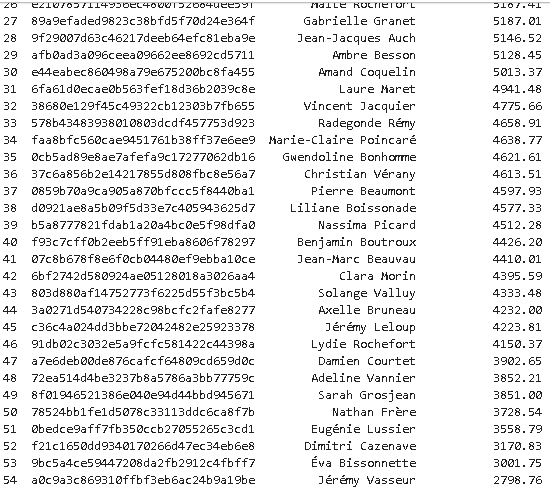 26 e2107857114936ec4800f52684dee59f Maïté Rochefort 5187.41
27 89a9efaded9823c38bfd5f70d24e364f Gabrielle Granet 5187.01
28 9f29007d63c46217deeb64efc81eba9e Jean-Jacques Auch 5146.52
29 afb0ad3a096ceea09662ee8692cd5711 Ambre Besson 5128.45
30 e44eabec860498a79e675200bc8fa455 Amand Coquelin 5013.37
31 6fa61d0ecae0b563fef18d36b2039c8e Laure Maret 4941.48
32 38680e129f45c49322cb12303b7fb655 Vincent Jacquier 4775.66
33 578b43483938010803dcdf457753d923 Radegonde Rémy 4658.91
34 faa8bfc560cae9451761b38ff37e6ee9 Marie-Claire Poincaré 4638.77
35 0cb5ad89e8ae7afefa9c17277062db16 Gwendoline Bonhomme 4621.61
36 37c6a856b2e14217855d808fbc8e56a7 Christian Vérany 4613.51
37 0859b70a9ca905a870bfccc5f8440ba1 Pierre Beaumont 4597.93
38 d0921ae8a5b09f5d33e7c405943625d7 Liliane Boissonade 4577.33
39 b5a8777821fdab1a20a4bc0e5f98dfa0 Nassima Picard 4512.28
40 f93c7cff0b2eeb5ff91eba8606f78297 Benjamin Boutroux 4426.20
41 07c8b678f8e6f0cb04480ef9ebba10ce Jean-Marc Beauvau 4410.01
42 6bf2742d580924ae05128018a3026aa4 Clara Morin 4395.59
43 803d880af14752773f6225d55f3bc5b4 Solange Valluy 4333.48
44 3a0271d540734228c98bcfc2fafe8277 Axelle Bruneau 4232.00
45 c36c4a024dd3bbe72042482e25923378 Jérémy Leloup 4223.81
46 91db02c3032e5a9fcfc581422c44398a Lydie Rochefort 4150.37
47 a7e6deb00de876cafcf64809cd659d0c Damien Courtet 3902.65
48 72ea514d4be3237b8a5786a3bb77759c Adeline Vannier 3852.21
49 8f01946521386e040e94d44bbd945671 Sarah Grosjean 3851.00
50 78524bb1fe1d5078c33113ddc6ca8f7b Nathan Frère 3728.54
51 0bedce9aff7fb350ccb27055265c3cd1 Eugénie Lussier 3558.79
52 f21c1650dd9340170266d47ec34eb6e8 Dimitri Cazenave 3170.83
53 9bc5a4ce59447208da2fb2912c4fbff7 Éva Bissonnette 3001.75
54 a0c9a3c869310ffbf3eb6ac24b9a19be Jérémy Vasseur 2798.76